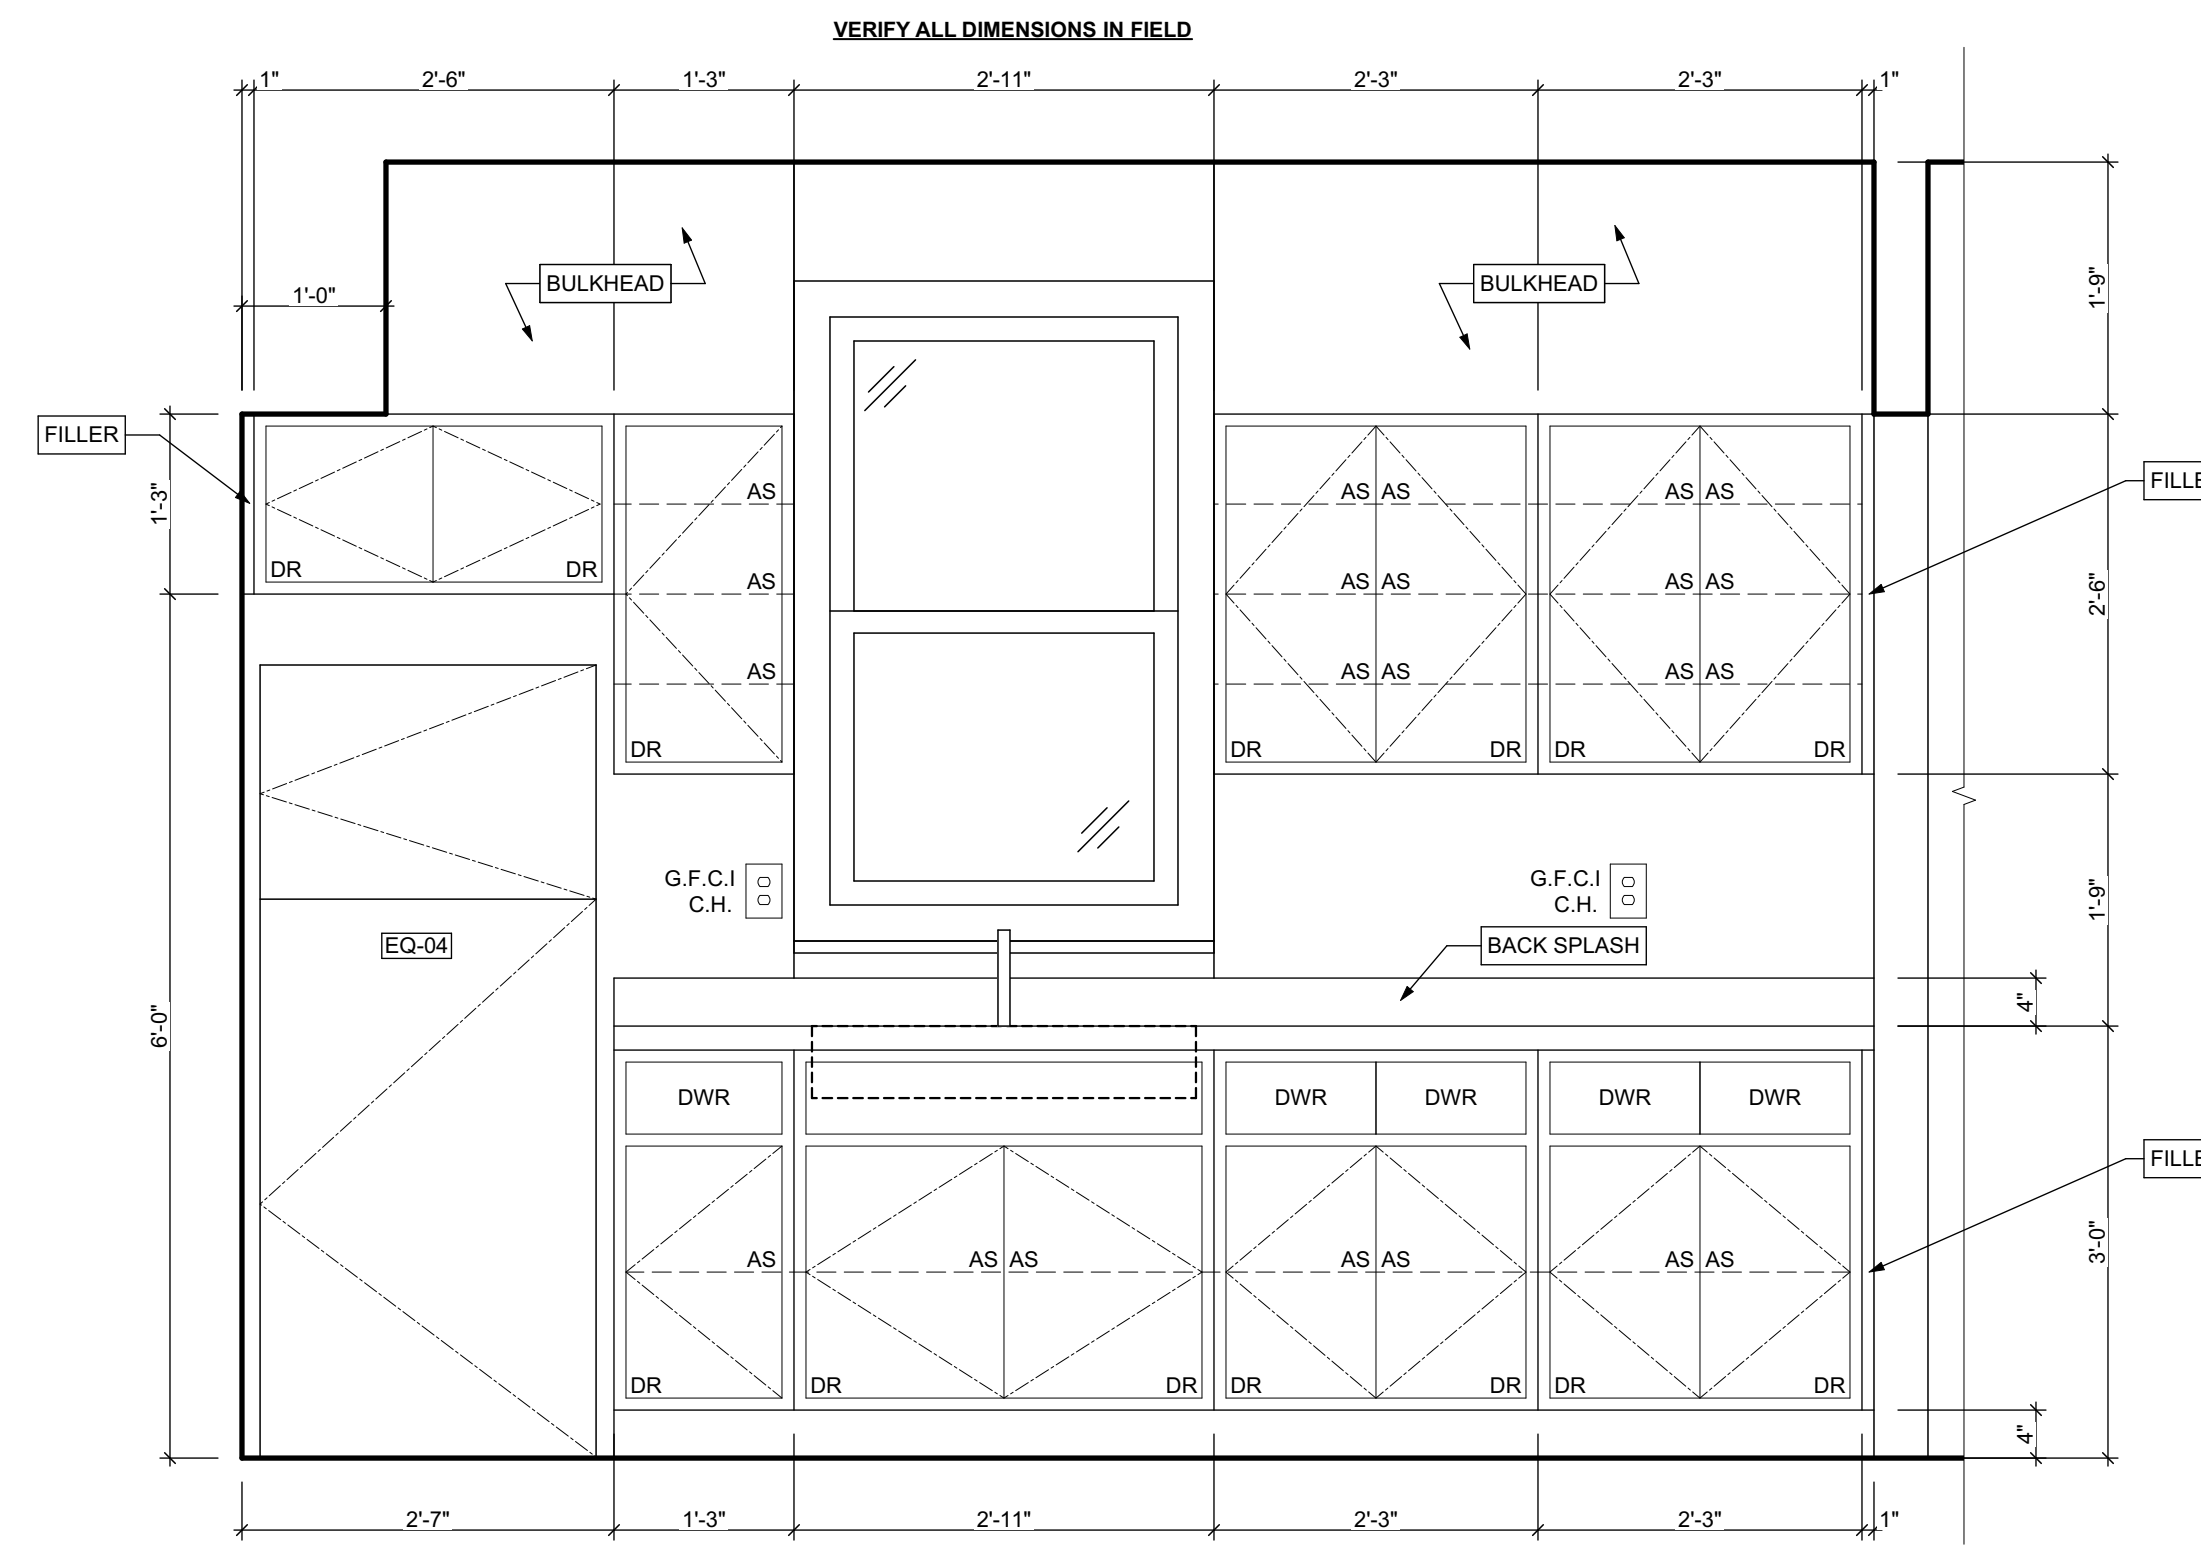 VERIFY ALL DIMENSIONS IN FIELD
1" 2'-6" 1'-3" 2'-11" 2'-3" 2'-3" 1"
BULKHEAD BULKHEAD
1'-0"
1'-9"
FILLER
1'-3"
FILLE
AS AS AS AS AS
DR DR
AS AS AS AS AS
2'-6"
AS AS AS AS AS
DR DR DR DR DR
G.F.C.I G.F.C.I
C.H. C.H.
1'-9"
EQ-04
BACK SPLASH
4"
6'-0"
DWR DWR DWR DWR DWR
FILLE
3'-0"
AS AS AS AS AS AS AS
DR DR DR DR DR DR DR
4"
2'-7" 1'-3" 2'-11" 2'-3" 2'-3" 1"